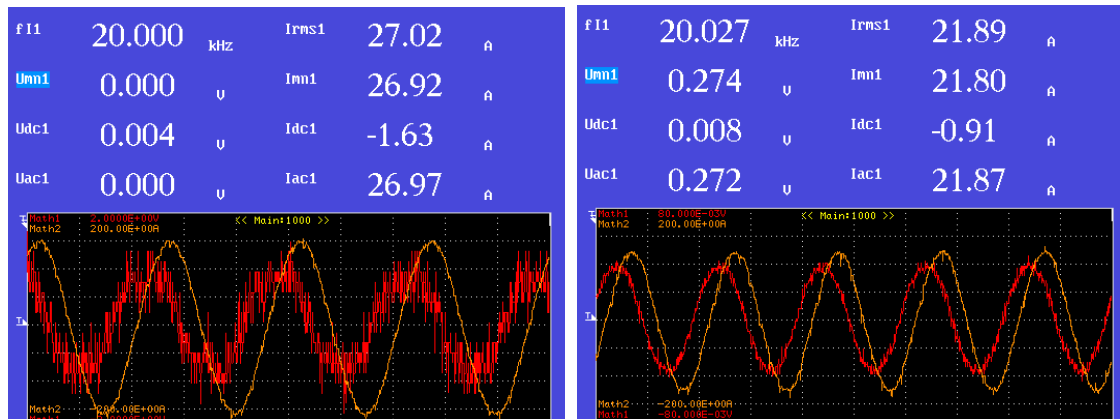 fI1 20.000 kHz Irms1 27.02 A
Umn1 0.000 V Imn1 26.92 A
Udc1 0.004 V Idc1 -1.63 A
Uac1 0.000 V Iac1 26.97 A
Math1 2.0000E+00V << Main:1000 >>
Math2 200.00E+00A
T
Math2 -200.00E+00A
Math1
fI1 20.027 kHz Irms1 21.89 A
Umn1 0.274 V Imn1 21.80 A
Udc1 0.008 V Idc1 -0.91 A
Uac1 0.272 V Iac1 21.87 A
Math1 80.000E-03V << Main:1000 >>
Math2 200.00E+00A
T
Math2 -200.00E+00A
Math1 -80.000E-03V